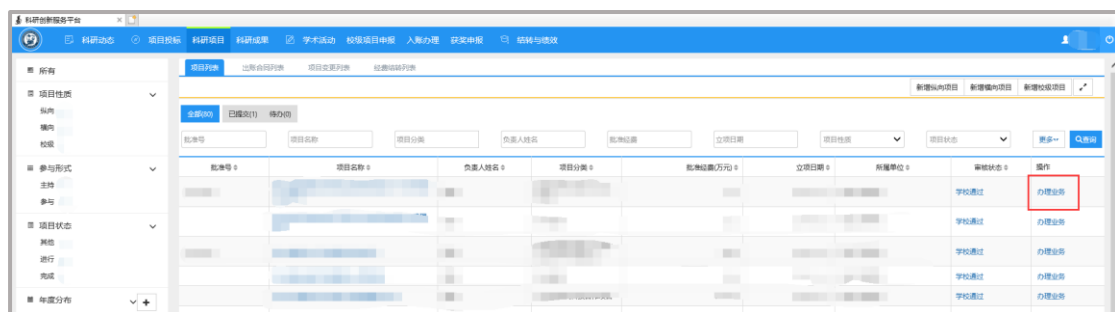 科研创新服务平台
科研动态 项目投标 科研项目 科研成果 学术活动 校级项目申报 入账办理 获奖申报 结转与绩效
所有
项目性质
纵向
横向
校级
参与形式
主持
参与
项目状态
其他
进行
完成
年度分布
项目列表 出账合同列表 项目变更列表 经费结转列表
新增纵向项目 新增横向项目 新增校级项目
全部(80) 已提交(1) 待办(0)
批准号 项目名称 项目分类 负责人姓名 批准经费 立项日期 项目性质 项目状态 更多 查询
批准号 项目名称 负责人姓名 项目分类 批准经费(万元) 立项日期 所属单位 审核状态 操作
学校通过 办理业务
学校通过 办理业务
学校通过 办理业务
学校通过 办理业务
学校通过 办理业务